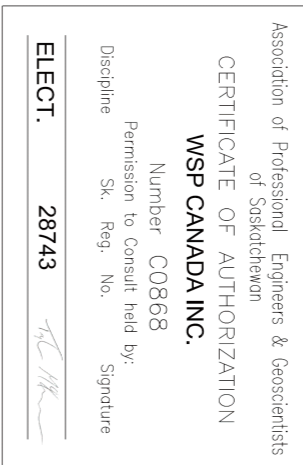 Association of Professional Engineers & Geoscientists
of Saskatchewan
CERTIFICATE OF AUTHORIZATION
WSP CANADA INC.
Number C0868
Permission to Consult held by:
Discipline Sk. Reg. No. Signature
ELECT. 28743